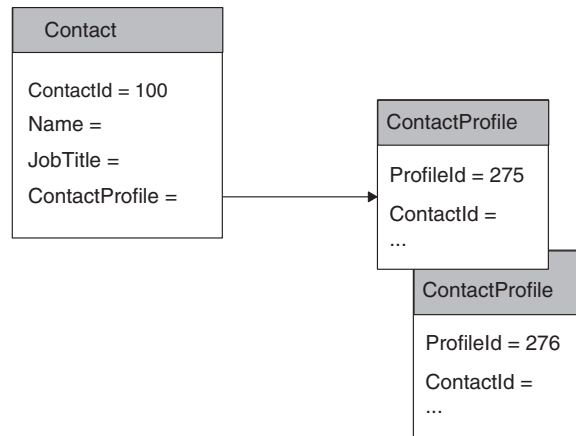 Contact
ContactId = 100
Name =
JobTitle =
ContactProfile =
ContactProfile
ProfileId = 275
ContactId =
...
ContactProfile
ProfileId = 276
ContactId =
...